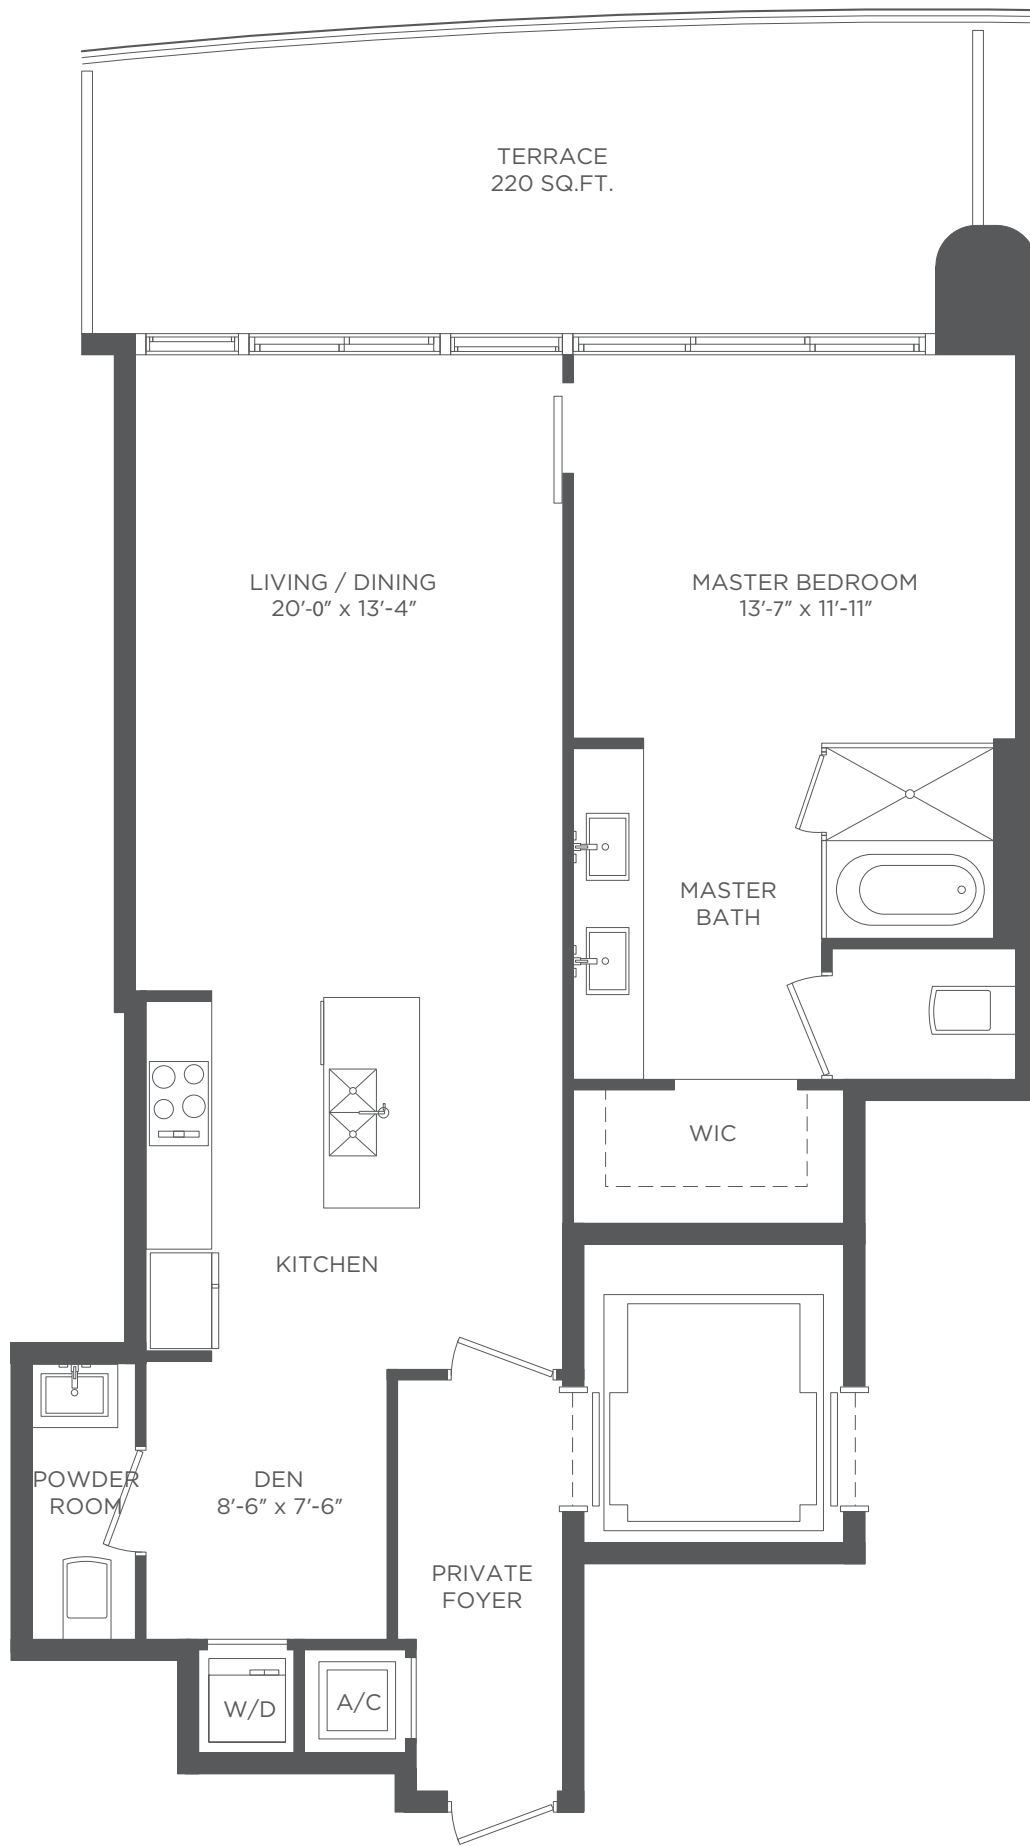 TERRACE
220 SQ.FT.
LIVING / DINING
20'-0" x 13'-4"
MASTER BEDROOM
13'-7" x 11'-11"
MASTER
BATH
WIC
KITCHEN
POWDER
ROOM
DEN
8'-6" x 7'-6"
PRIVATE
FOYER
W/D
A/C